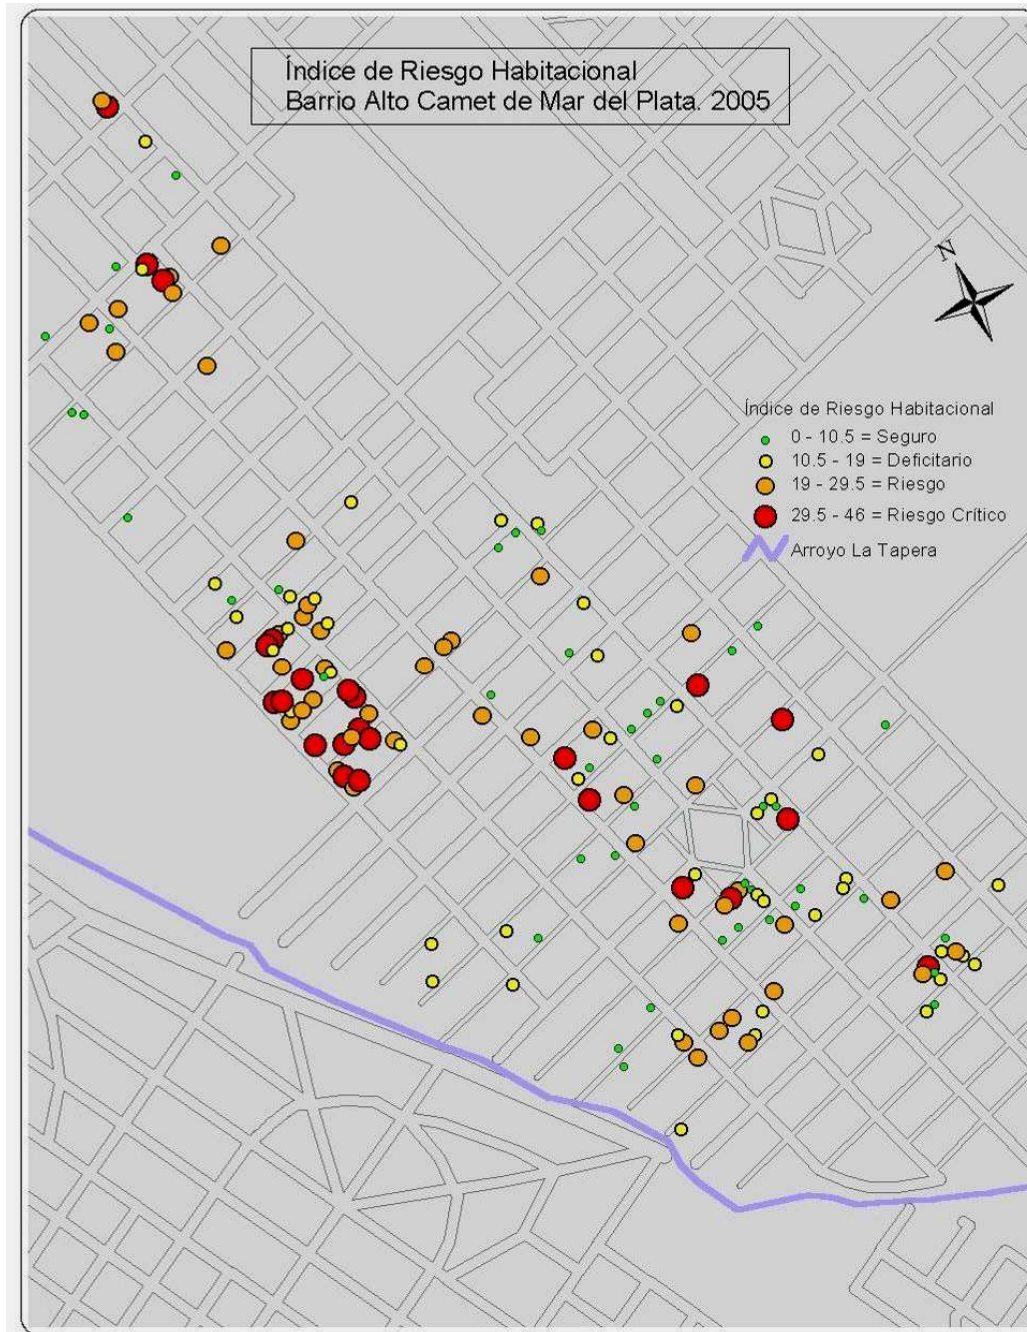 Índice de Riesgo Habitacional
Barrio Alto Camet de Mar del Plata. 2005
N
Índice de Riesgo Habitacional
0 - 10.5 = Seguro
10.5 - 19 = Deficitario
19 - 29.5 = Riesgo
29.5 - 46 = Riesgo Crítico
Arroyo La Tapera